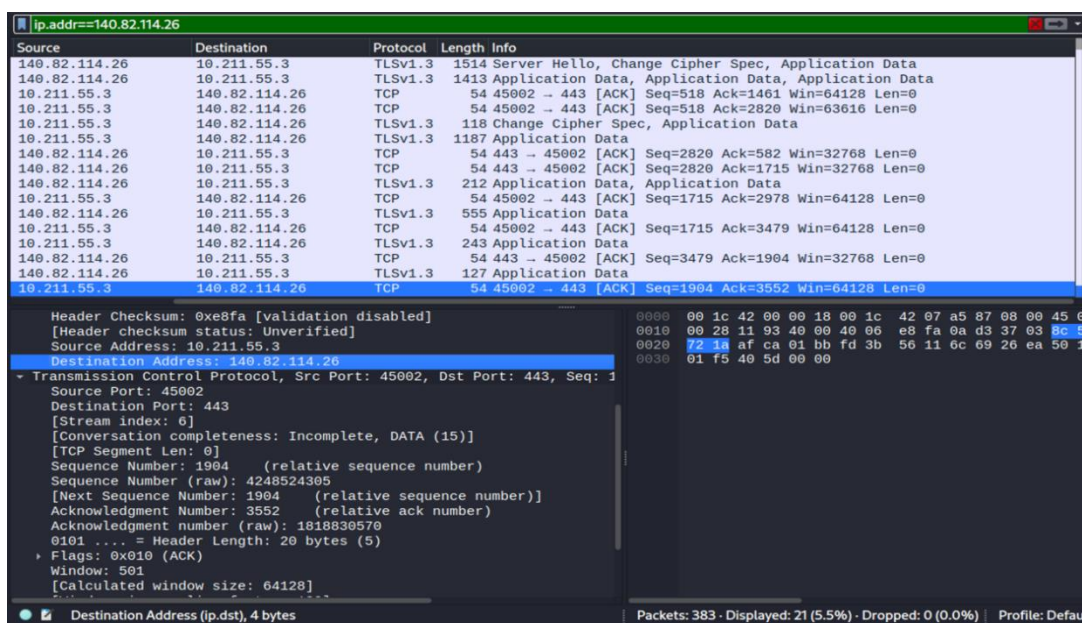 ip.addr==140.82.114.26
Source Destination Protocol Length Info
140.82.114.26 10.211.55.3 TLSv1.3 1514 Server Hello, Change Cipher Spec, Application Data
140.82.114.26 10.211.55.3 TLSv1.3 1413 Application Data, Application Data, Application Data
10.211.55.3 140.82.114.26 TCP 54 45002 → 443 [ACK] Seq=518 Ack=1461 Win=64128 Len=0
10.211.55.3 140.82.114.26 TCP 54 45002 → 443 [ACK] Seq=518 Ack=2820 Win=63616 Len=0
10.211.55.3 140.82.114.26 TLSv1.3 118 Change Cipher Spec, Application Data
10.211.55.3 140.82.114.26 TLSv1.3 1187 Application Data
140.82.114.26 10.211.55.3 TCP 54 443 → 45002 [ACK] Seq=2820 Ack=582 Win=32768 Len=0
140.82.114.26 10.211.55.3 TCP 54 443 → 45002 [ACK] Seq=2820 Ack=1715 Win=32768 Len=0
140.82.114.26 10.211.55.3 TLSv1.3 212 Application Data, Application Data
10.211.55.3 140.82.114.26 TCP 54 45002 → 443 [ACK] Seq=1715 Ack=2978 Win=64128 Len=0
140.82.114.26 10.211.55.3 TLSv1.3 555 Application Data
10.211.55.3 140.82.114.26 TCP 54 45002 → 443 [ACK] Seq=1715 Ack=3479 Win=64128 Len=0
10.211.55.3 140.82.114.26 TLSv1.3 243 Application Data
140.82.114.26 10.211.55.3 TCP 54 443 → 45002 [ACK] Seq=3479 Ack=1904 Win=32768 Len=0
140.82.114.26 10.211.55.3 TLSv1.3 127 Application Data
10.211.55.3 140.82.114.26 TCP 54 45002 → 443 [ACK] Seq=1904 Ack=3552 Win=64128 Len=0
Header Checksum: 0xe8fa [validation disabled]
[Header checksum status: Unverified]
Source Address: 10.211.55.3
Destination Address: 140.82.114.26
Transmission Control Protocol, Src Port: 45002, Dst Port: 443, Seq: 1
Source Port: 45002
Destination Port: 443
[Stream index: 6]
[Conversation completeness: Incomplete, DATA (15)]
[TCP Segment Len: 0]
Sequence Number: 1904 (relative sequence number)
Sequence Number (raw): 4248524305
[Next Sequence Number: 1904 (relative sequence number)]
Acknowledgment Number: 3552 (relative ack number)
Acknowledgment number (raw): 1818830570
0101 .... = Header Length: 20 bytes (5)
Flags: 0x010 (ACK)
Window: 501
[Calculated window size: 64128]
0000 00 1c 42 00 00 18 00 1c 42 07 a5 87 08 00 45 0
0010 00 28 11 93 40 00 40 06 e8 fa 0a d3 37 03 8c 5
0020 72 1a af ca 01 bb fd 3b 56 11 6c 69 26 ea 50 1
0030 01 f5 40 5d 00 00
Destination Address (ip.dst), 4 bytes
Packets: 383 · Displayed: 21 (5.5%) · Dropped: 0 (0.0%)
Profile: Defau